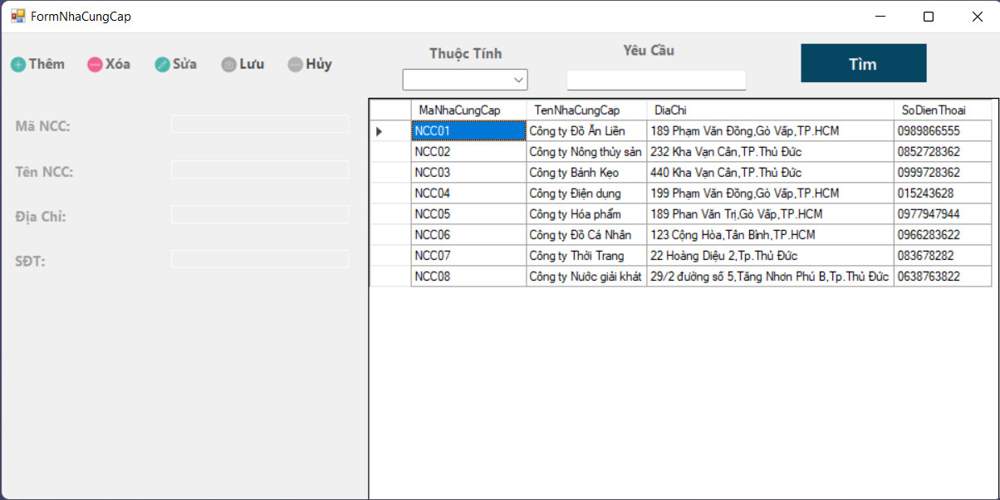 FormNhaCungCap
Thêm Xóa Sửa Lưu Hủy
Thuộc Tính Yêu Cầu Tìm
Mã NCC:
Tên NCC:
Địa Chỉ:
SĐT:
MaNhaCungCap TenNhaCungCap DiaChi SoDienThoai
NCC01 Công ty Đồ Ăn Liền 189 Phạm Văn Đồng,Gò Vấp,TP.HCM 0989866555
NCC02 Công ty Nông thủy sản 232 Kha Vạn Cân,TP.Thủ Đức 0852728362
NCC03 Công ty Bánh Kẹo 440 Kha Vạn Cân,TP.Thủ Đức 0999728362
NCC04 Công ty Điện dụng 199 Phạm Văn Đồng,Gò Vấp,TP.HCM 015243628
NCC05 Công ty Hóa phẩm 189 Phan Văn Trị,Gò Vấp,TP.HCM 0977947944
NCC06 Công ty Đồ Cá Nhân 123 Cộng Hòa,Tân Bình,TP.HCM 0966283622
NCC07 Công ty Thời Trang 22 Hoàng Diệu 2,Tp.Thủ Đức 083678282
NCC08 Công ty Nước giải khát 29/2 đường số 5,Tăng Nhơn Phú B,Tp.Thủ Đức 0638763822